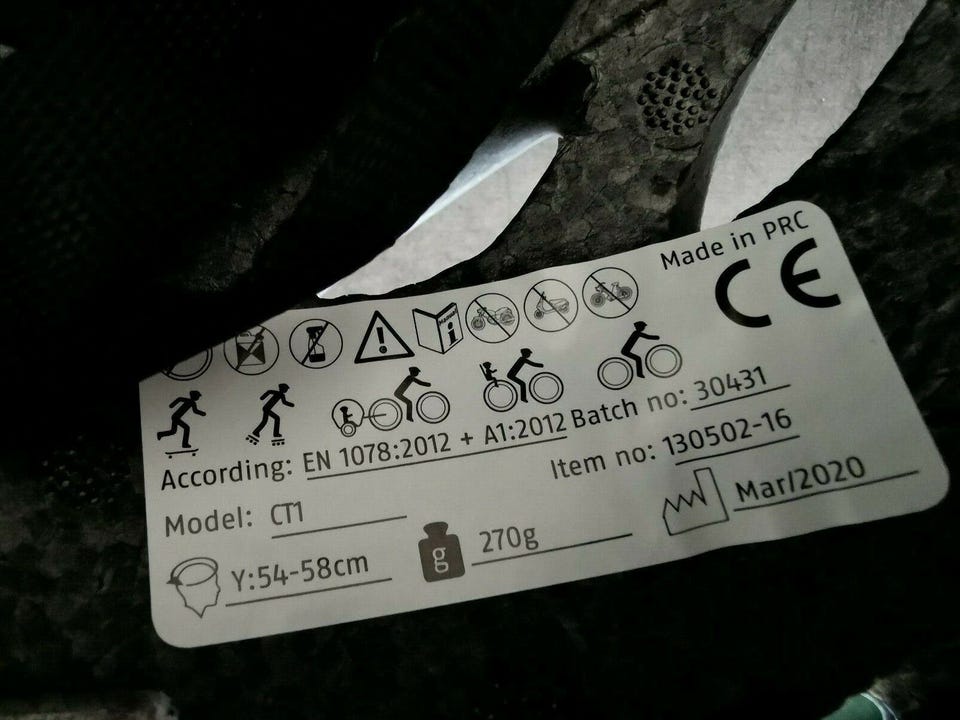 Made in PRC
CE
Manual
i
According: EN 1078:2012 + A1:2012
Batch no: 30431
Item no: 130502-16
Model: CT1
Mar/2020
Y:54-58cm
g
270g